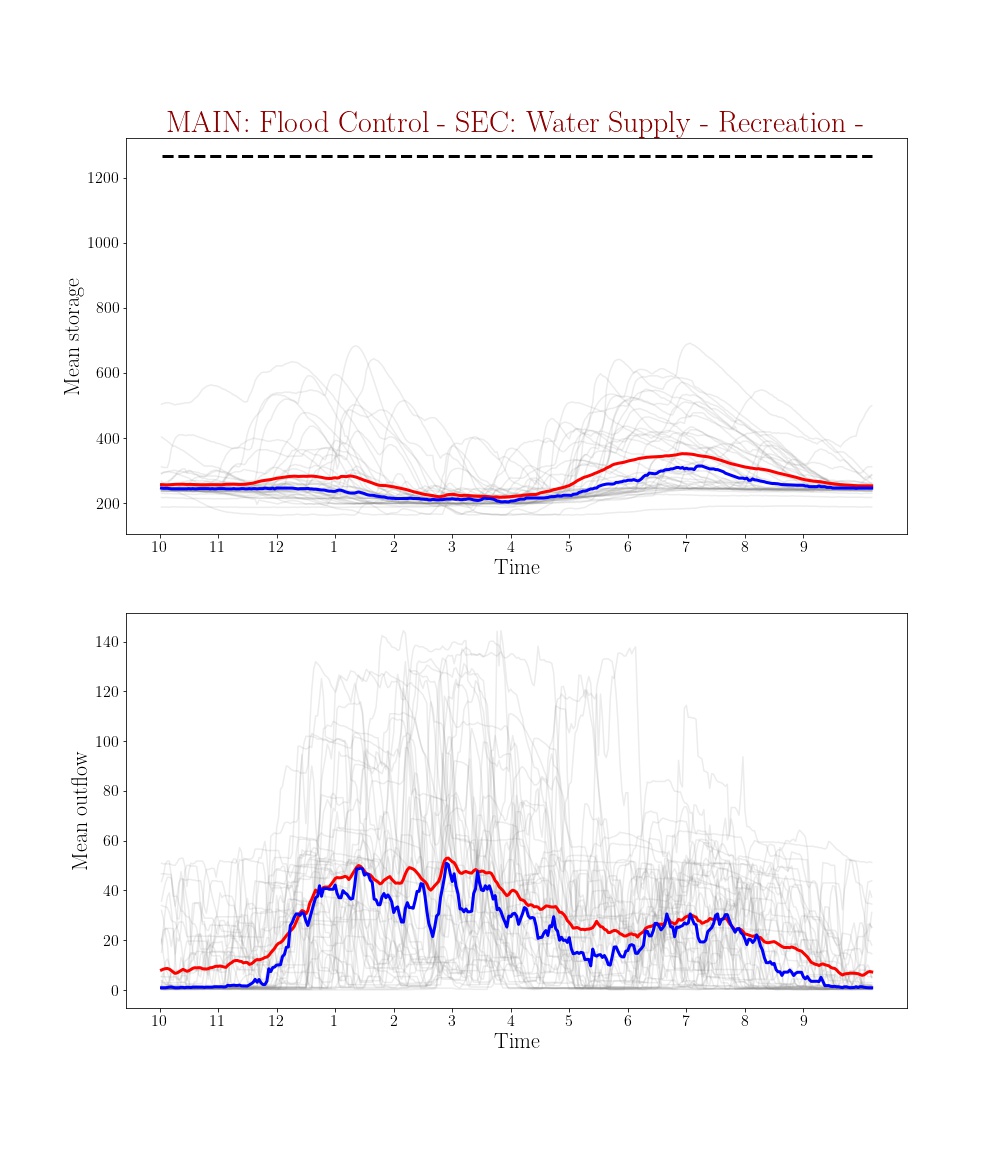 MAIN: Flood Control - SEC: Water Supply - Recreation -
1200
1000
800
600
400
200
Mean storage
10 11 12 1 2 3 4 5 6 7 8 9
Time
140
120
100
80
60
40
20
0
Mean outflow
10 11 12 1 2 3 4 5 6 7 8 9
Time